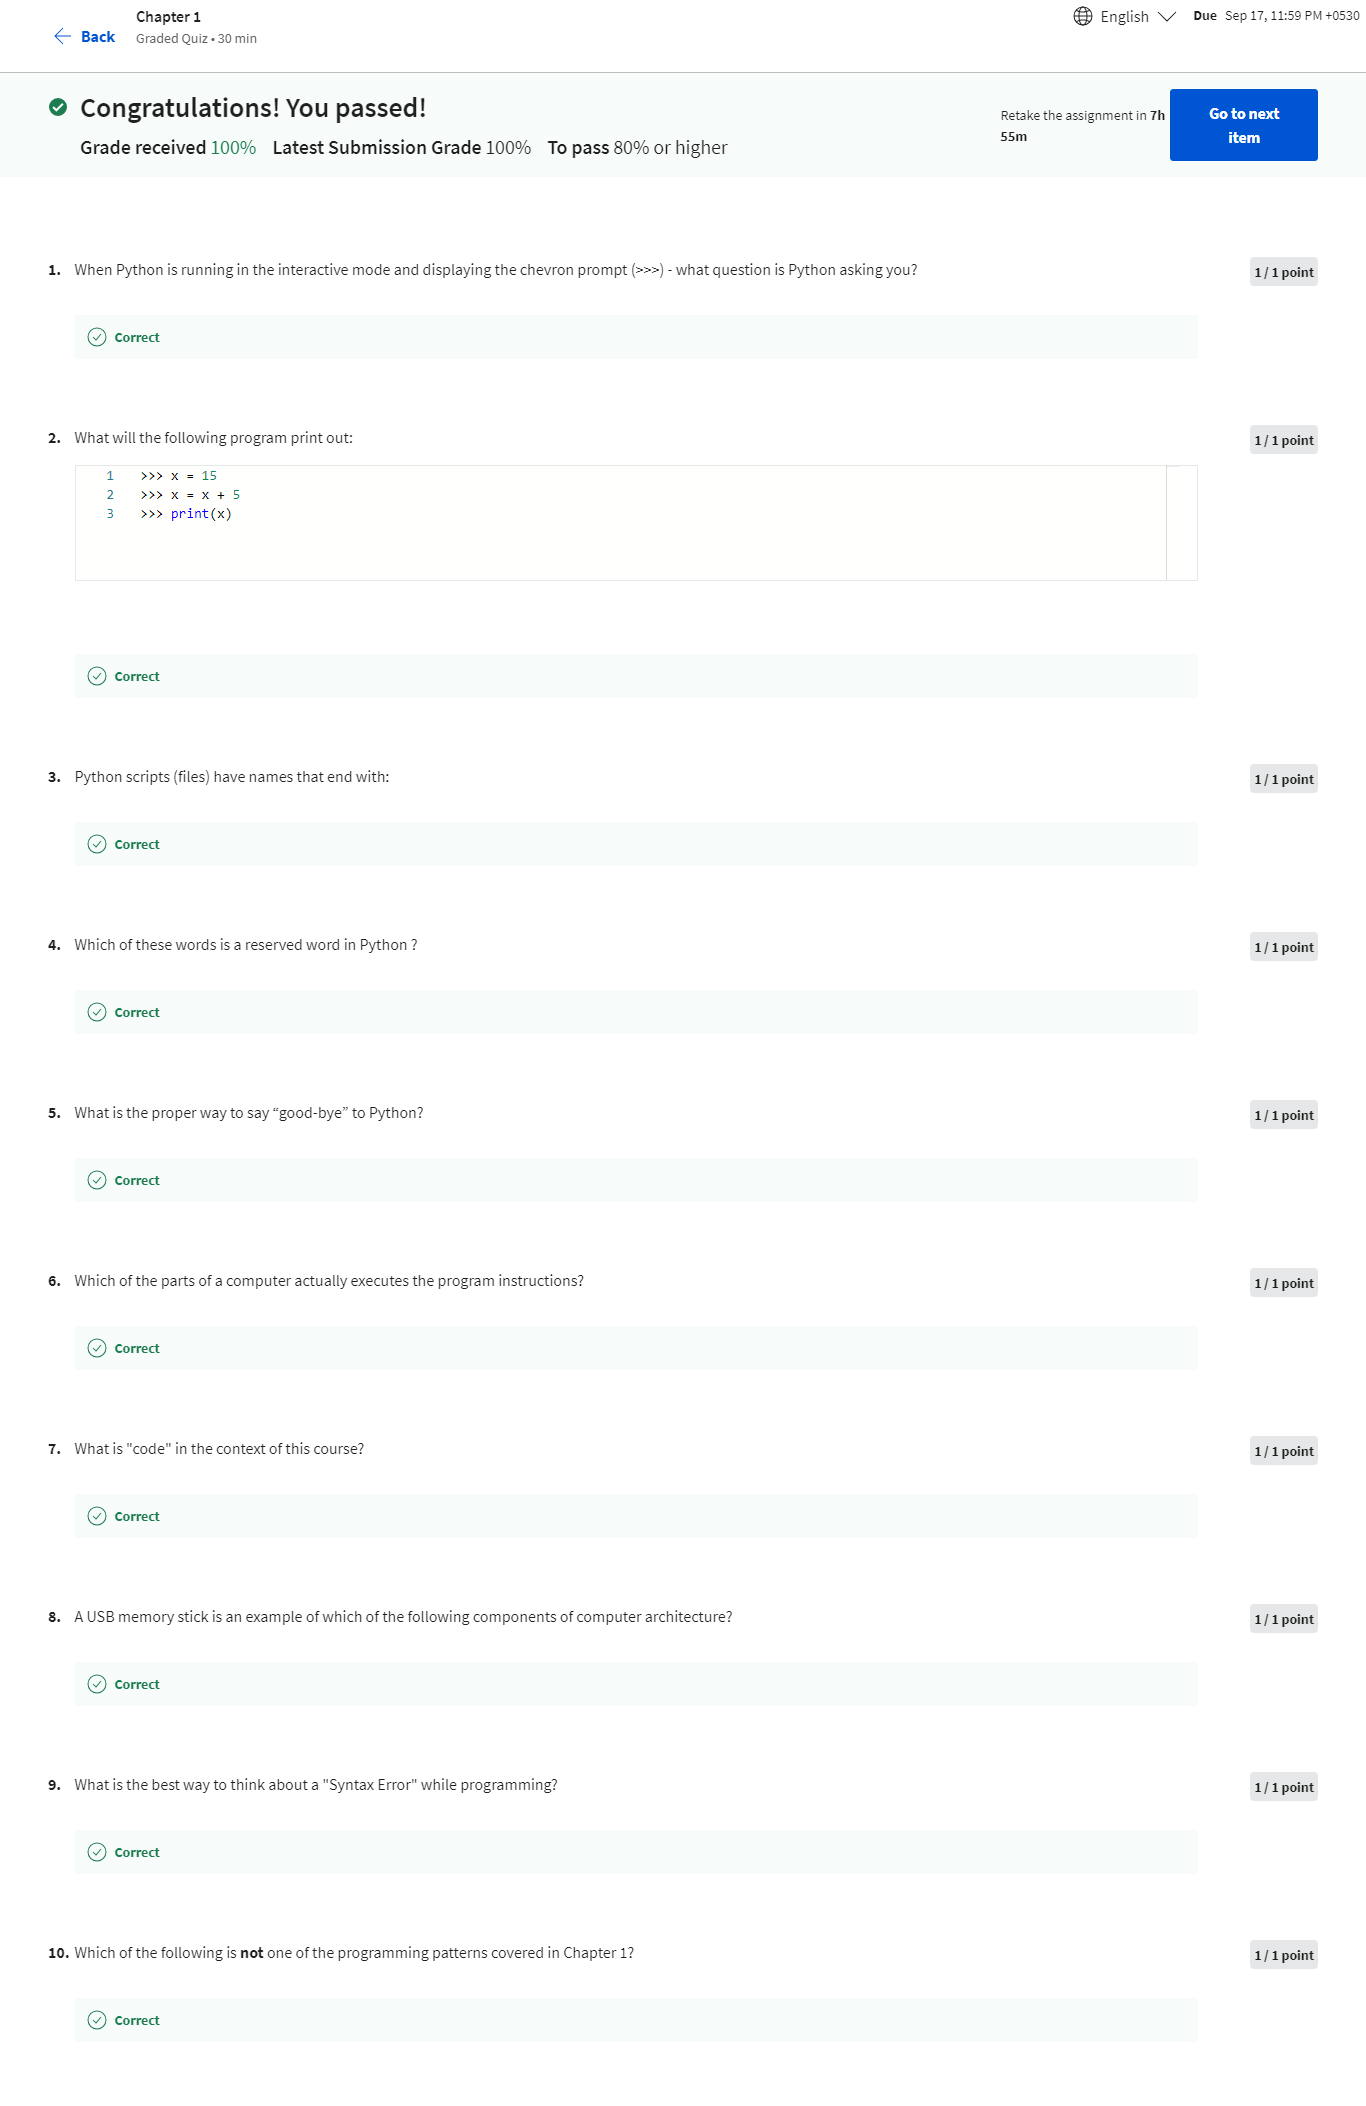 Back
Chapter 1
Graded Quiz • 30 min
English
Due Sep 17, 11:59 PM +0530
Congratulations! You passed!
Grade received 100% Latest Submission Grade 100% To pass 80% or higher
Retake the assignment in 7h
55m
Go to next
item
1. When Python is running in the interactive mode and displaying the chevron prompt (>>>) - what question is Python asking you?
1 / 1 point
Correct
2. What will the following program print out:
1 / 1 point
1 >>> x = 15
2 >>> x = x + 5
3 >>> print(x)
Correct
3. Python scripts (files) have names that end with:
1 / 1 point
Correct
4. Which of these words is a reserved word in Python ?
1 / 1 point
Correct
5. What is the proper way to say “good-bye” to Python?
1 / 1 point
Correct
6. Which of the parts of a computer actually executes the program instructions?
1 / 1 point
Correct
7. What is "code" in the context of this course?
1 / 1 point
Correct
8. A USB memory stick is an example of which of the following components of computer architecture?
1 / 1 point
Correct
9. What is the best way to think about a "Syntax Error" while programming?
1 / 1 point
Correct
10. Which of the following is not one of the programming patterns covered in Chapter 1?
1 / 1 point
Correct